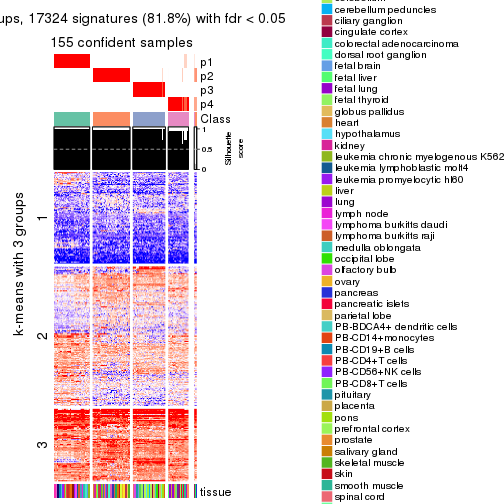 ups, 17324 signatures (81.8%) with fdr < 0.05
155 confident samples
p1
p2
p3
p4
Class
1
0.5
0
Silhouette
score
k-means with 3 groups
1
2
3
tissue
cerebellum peduncles
ciliary ganglion
cingulate cortex
colorectal adenocarcinoma
dorsal root ganglion
fetal brain
fetal liver
fetal lung
fetal thyroid
globus pallidus
heart
hypothalamus
kidney
leukemia chronic myelogenous K562
leukemia lymphoblastic molt4
leukemia promyelocytic hl60
liver
lung
lymph node
lymphoma burkitts daudi
lymphoma burkitts raji
medulla oblongata
occipital lobe
olfactory bulb
ovary
pancreas
pancreatic islets
parietal lobe
PB-BDCA4+ dendritic cells
PB-CD14+monocytes
PB-CD19+B cells
PB-CD4+ T cells
PB-CD56+NK cells
PB-CD8+T cells
pituitary
placenta
pons
prefrontal cortex
prostate
salivary gland
skeletal muscle
skin
smooth muscle
spinal cord